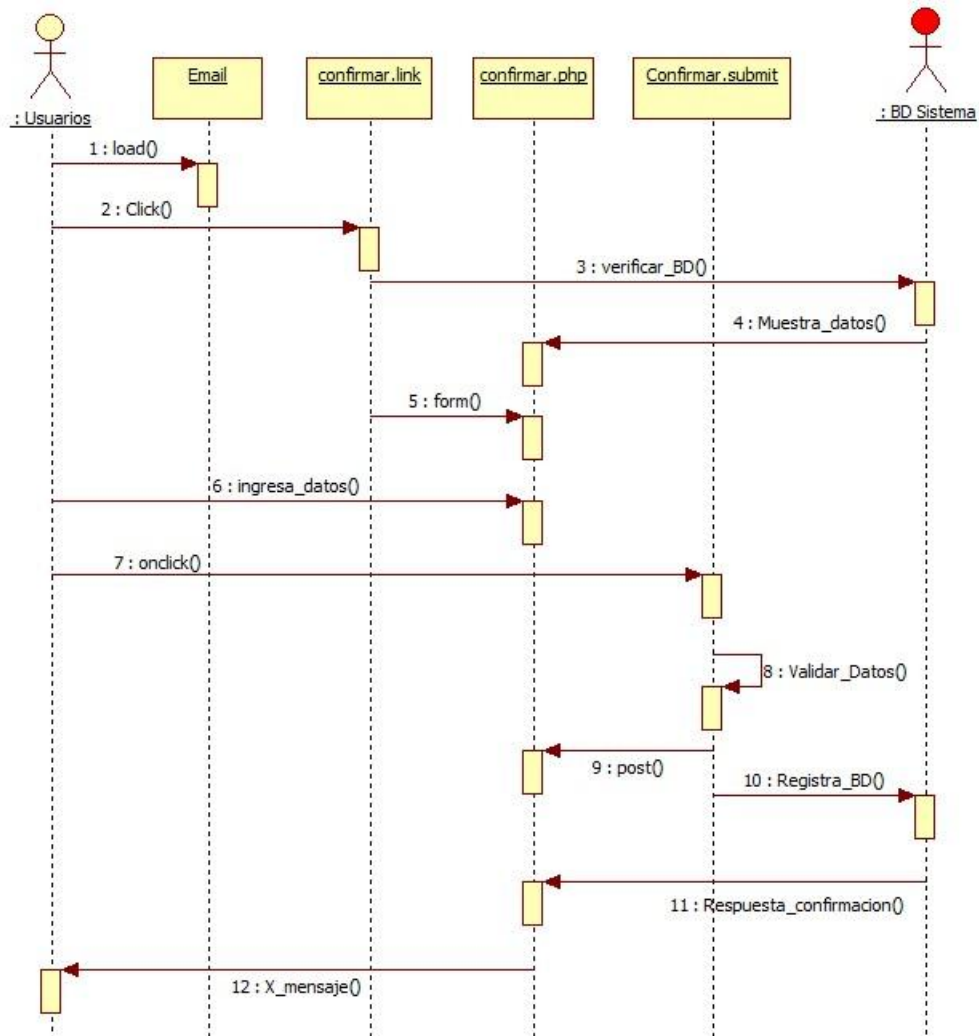 : Usuarios
Email
confirmar.link
confirmar.php
Confirmar.submit
: BD Sistema
1 : load()
2 : Click()
3 : verificar_BD()
4 : Muestra_datos()
5 : form()
6 : ingresa_datos()
7 : onclick()
8 : Validar_Datos()
9 : post()
10 : Registra_BD()
11 : Respuesta_confirmacion()
12 : X_mensaje()